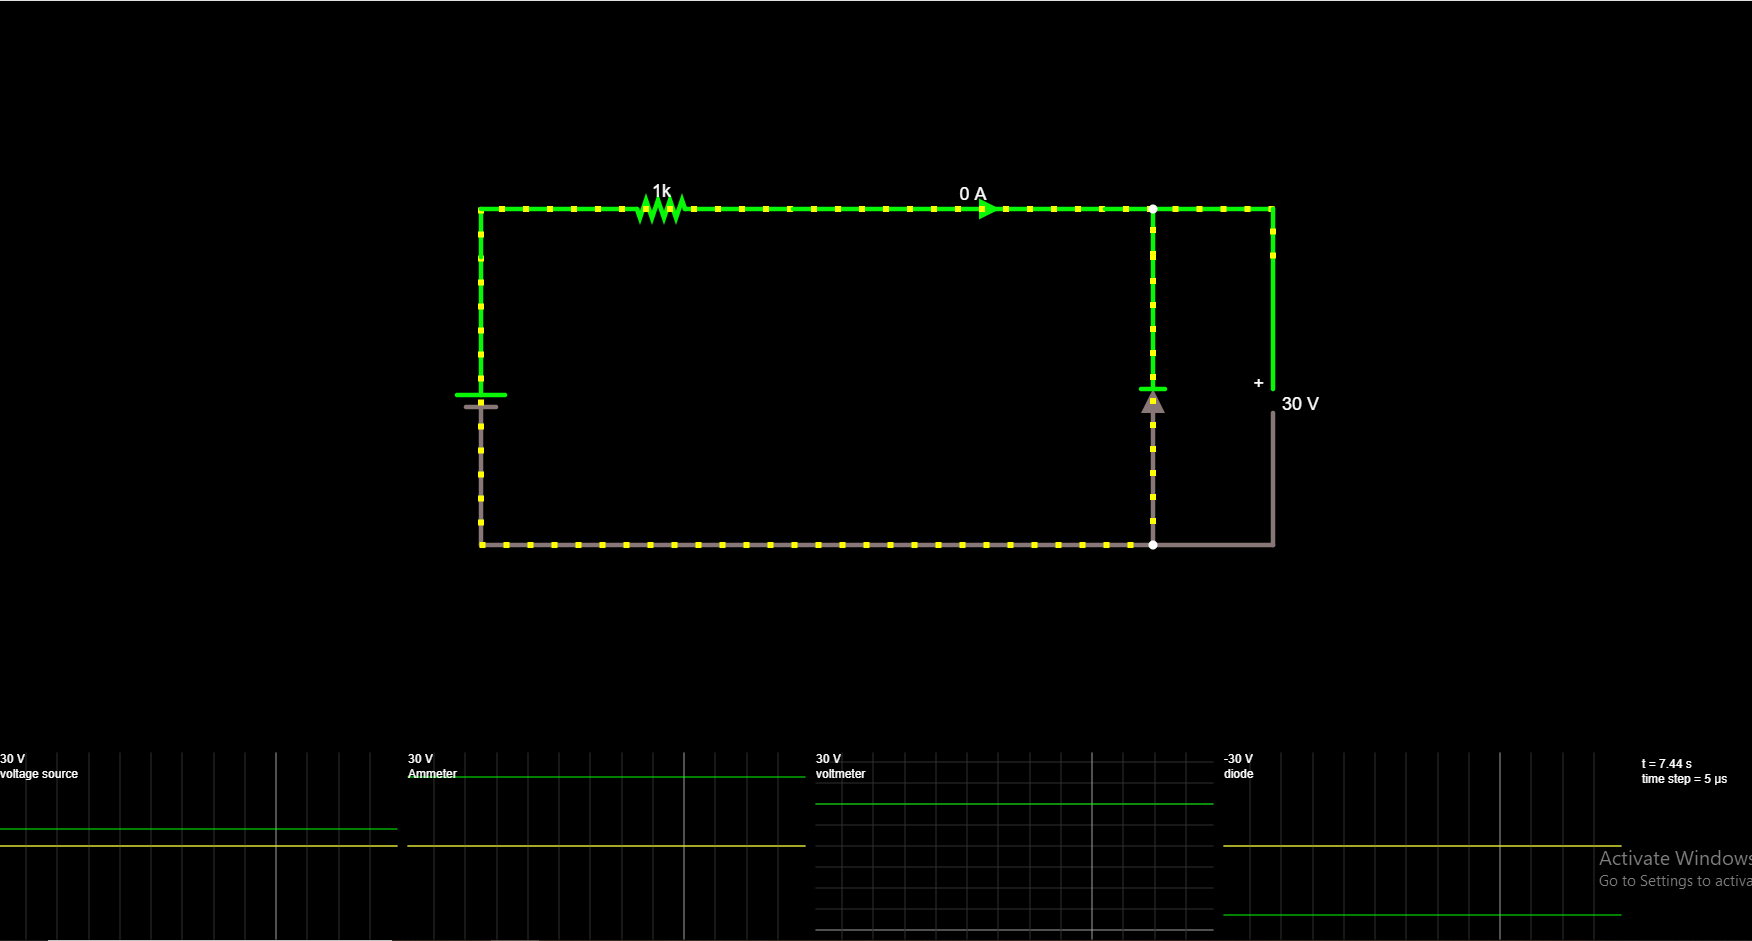 1k
0 A
+
30 V
30 V
voltage source
30 V
Ammeter
30 V
voltmeter
-30 V
diode
t = 7.44 s
time step = 5 µs
Activate Windows
Go to Settings to activa